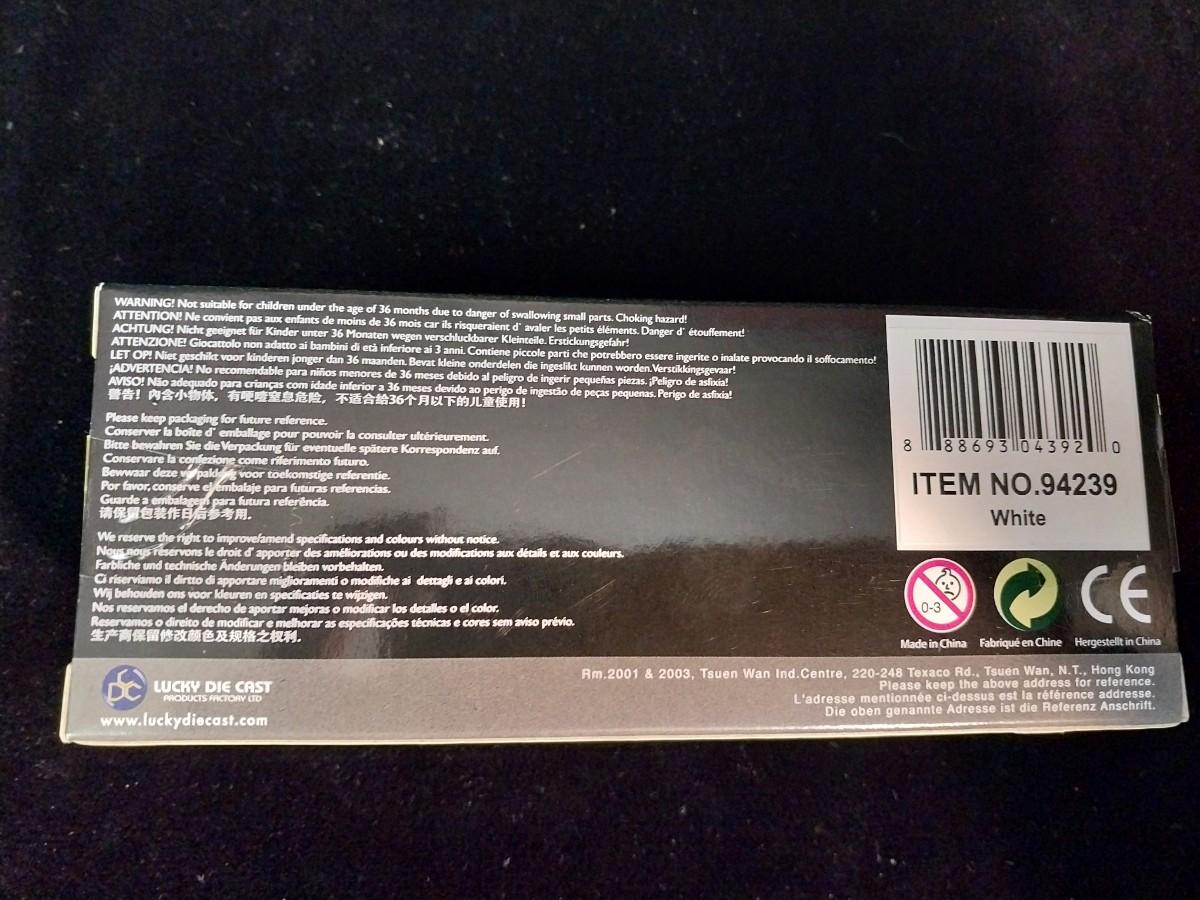 WARNING! Not suitable for children under the age of 36 months due to danger of swallowing small parts. Choking hazard!
ATTENTION! Ne convient pas aux enfants de moins de 36 mois car ils risqueraient d' avaler les petits éléments. Danger d' étouffement!
ACHTUNG! Nicht geeignet für Kinder unter 36 Monaten wegen verschluckbarer Kleinteile. Erstickungsgefahr!
ATTENZIONE! Giocattolo non adatto ai bambini di età inferiore ai 3 anni. Contiene piccole parti che potrebbero essere ingerite o inalate provocando il soffocamento!
LET OP! Niet geschikt voor kinderen jonger dan 36 maanden. Bevat kleine onderdelen die ingeslikt kunnen worden.Verstikkingsgevaar!
¡ADVERTENCIA! No recomendable para niños menores de 36 meses debido al peligro de ingerir pequeñas piezas. ¡Peligro de asfixia!
AVISO! Não adequado para crianças com idade inferior a 36 meses devido ao perigo de ingestão de peças pequenas. Perigo de asfixia!
警告! 内含小物体, 有哽噎窒息危险, 不适合給36个月以下的儿童使用!
Please keep packaging for future reference.
Conserver la boîte d' emballage pour pouvoir la consulter ultérieurement.
Bitte bewahren Sie die Verpackung für eventuelle spätere Korrespondenz auf.
Conservare la confezione come riferimento futuro.
Bewwaar deze verpakking voor toekomstige referentie.
Por favor, conserve el embalaje para futuras referencias.
Guarde a embalagem para futura referência.
请保留包装作日后参考用.
We reserve the right to improve/amend specifications and colours without notice.
Nous nous réservons le droit d' apporter des améliorations ou des modifications aux détails et aux couleurs.
Farbliche und technische Änderungen bleiben vorbehalten.
Ci riserviamo il dirtto di apportare miglioramenti o modifiche ai dettagli e ai colori.
Wij behouden ons voor kleuren en specificaties te wijzigen.
Nos reservamos el derecho de aportar mejoras o modificar los detalles o el color.
Reservamos o direito de modificar e melhorar as especificações técnicas e cores sem aviso prévio.
生产商保留修改颜色及规格之权利.
8 88693 04392 0
ITEM NO.94239
White
0-3
CE
Made in China
Fabriqué en Chine
Hergestellt in China
LDC
LUCKY DIE CAST
PRODUCTS FACTORY LTD
www.luckydiecast.com
Rm.2001 & 2003, Tsuen Wan Ind.Centre, 220-248 Texaco Rd., Tsuen Wan, N.T., Hong Kong
Please keep the above address for reference.
L'adresse mentionnée ci-dessus est la référence adresse.
Die oben genannte Adresse ist die Referenz Anschrift.